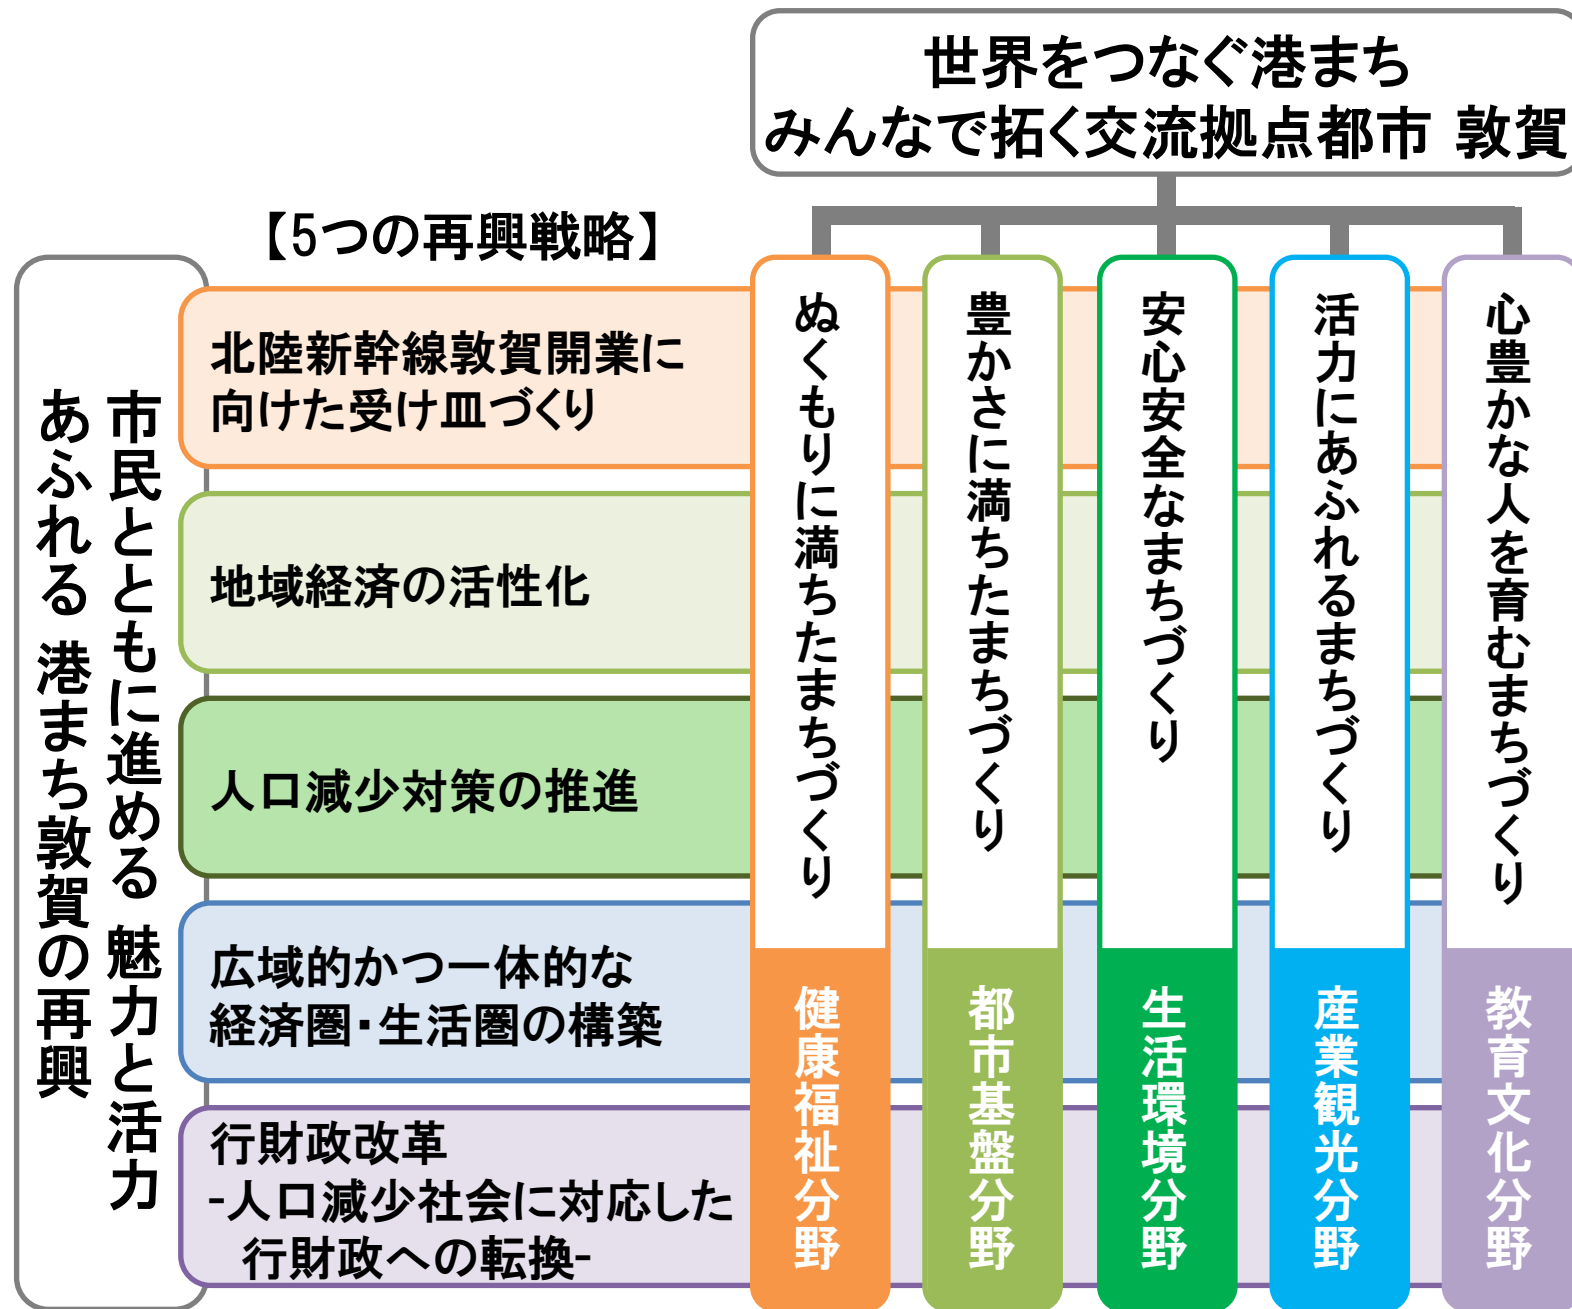 世界をつなぐ港まち
みんなで拓く交流拠点都市 敦賀
【5つの再興戦略】
市民とともに進める 魅力と活力
あふれる 港まち敦賀の再興
北陸新幹線敦賀開業に
向けた受け皿づくり
地域経済の活性化
人口減少対策の推進
広域的かつ一体的な
経済圏・生活圏の構築
行財政改革
-人口減少社会に対応した
行財政への転換-
ぬくもりに満ちたまちづくり
健康福祉分野
豊かさに満ちたまちづくり
都市基盤分野
安心安全なまちづくり
生活環境分野
活力にあふれるまちづくり
産業観光分野
心豊かな人を育むまちづくり
教育文化分野